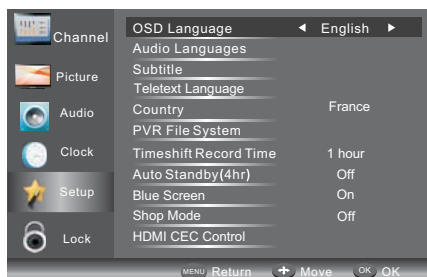 Channel
Picture
Audio
Clock
Setup
Lock
OSD Language English
Audio Languages
Subtitle
Teletext Language
Country France
PVR File System
Timeshift Record Time 1 hour
Auto Standby(4hr) Off
Blue Screen On
Shop Mode Off
HDMI CEC Control
MENU Return Move OK OK